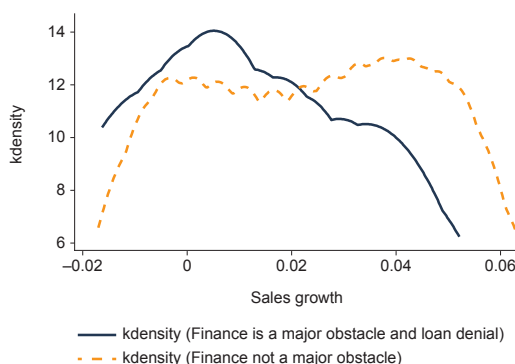 14
12
10
8
6
kdensity
–0.02
0
0.02
0.04
0.06
Sales growth
kdensity (Finance is a major obstacle and loan denial)
kdensity (Finance not a major obstacle)